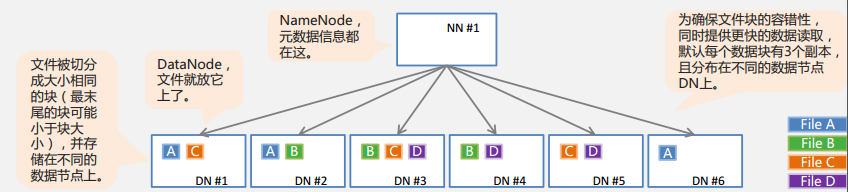 NameNode，
元数据信息都
在这。
NN #1
为确保文件块的容错性，
同时提供更快的数据读取，
默认每个数据块有3个副本，
且分布在不同的数据节点
DN上。
文件被切分
成大小相同
的块（最末
尾的块可能
小于块大
小），并存
储在不同的
数据节点上。
DataNode，
文件就放它
上了。
A C
DN #1
A B
DN #2
B C D
DN #3
B D
DN #4
C D
DN #5
A
DN #6
File A
File B
File C
File D